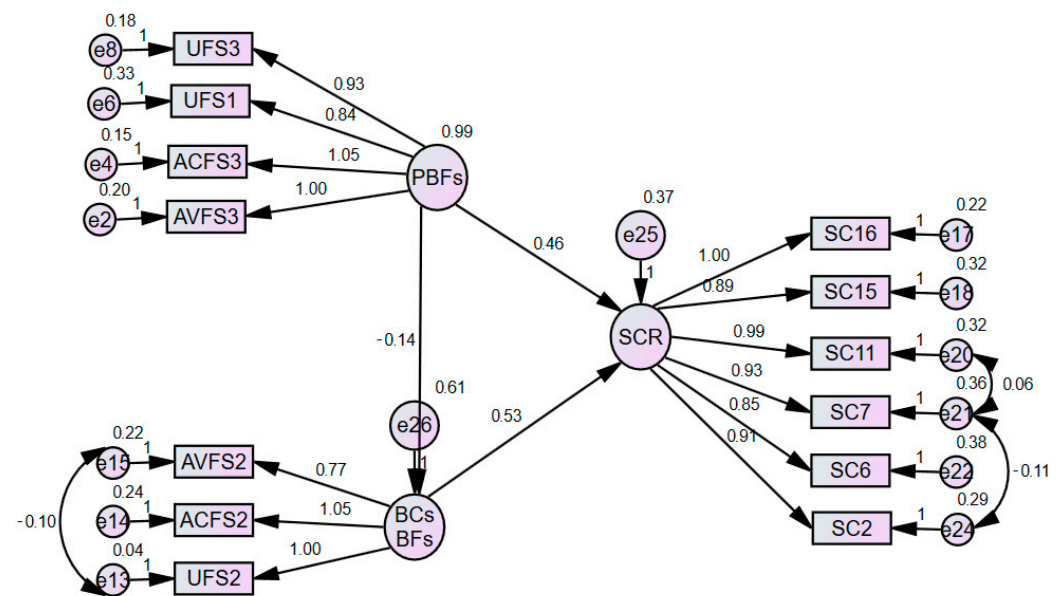 0.18
e8
1
UFS3
0.33
e6
1
UFS1
0.15
e4
1
ACFS3
0.20
e2
1
AVFS3
0.93
0.84
1.05
1.00
0.99
PBFs
0.46
-0.14
0.37
e25
1
SCR
0.61
e26
1
0.53
0.22
e15
1
AVFS2
0.24
e14
1
ACFS2
0.04
e13
1
UFS2
-0.10
0.77
1.05
1.00
BCs
BFs
1.00
0.89
0.99
0.93
0.85
0.91
SC16
1
0.22
e17
SC15
1
0.32
e18
SC11
1
0.32
e20
SC7
1
0.36
e21
SC6
1
0.38
e22
SC2
1
0.29
e24
0.06
-0.11